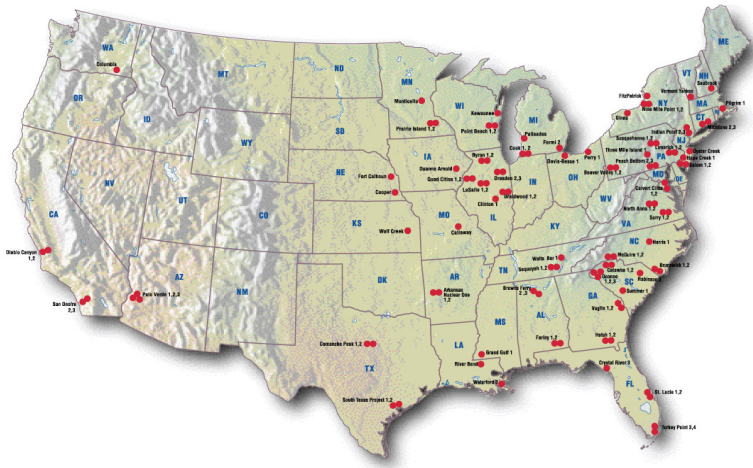 WA
Columbia
MT
ND
MN
ME
VT
NH
Seabrook
OR
ID
Monticello
WI
Kewaunee
MI
FitzPatrick
Nine Mile Point 1,2
NY
Vermont Yankee
MA
Pilgrim 1
SD
Prairie Island 1,2
Point Beach 1,2
Palisades
Fermi 2
Ginna
CT
Millstone 2,3
WY
IA
Cook 1,2
Susquehanna 1,2
Indian Point 2,3
NJ
Byron 1,2
Davis-Besse 1
Perry 1
PA
Three Mile Island 1
Limerick 1,2
Oyster Creek
Duane Arnold
Dresden 2,3
Peach Bottom 2,3
Hope Creek 1
NV
NE
Fort Calhoun
Quad Cities 1,2
LaSalle 1,2
IN
OH
Beaver Valley 1,2
Salem 1,2
UT
Cooper
Braidwood 1,2
MD
DE
Clinton 1
Calvert Cliffs
1,2
CA
CO
MO
IL
WV
North Anna 1,2
KS
Wolf Creek
Callaway
KY
VA
Surry 1,2
Diablo Canyon
1,2
Watts Bar 1
NC
Harris 1
AZ
TN
Sequoyah 1,2
McGuire 1,2
Palo Verde 1,2,3
NM
OK
AR
Arkansas
Nuclear One
1,2
Catawba 1,2
Oconee
1,2,3
Brunswick 1,2
San Onofre
2,3
Browns Ferry
2,3
SC
Robinson 2
GA
Summer 1
MS
AL
Vogtle 1,2
Comanche Peak 1,2
LA
Grand Gulf 1
Farley 1,2
Hatch 1,2
River Bend
TX
Crystal River 3
Waterford 3
FL
St. Lucie 1,2
South Texas Project 1,2
Turkey Point 3,4